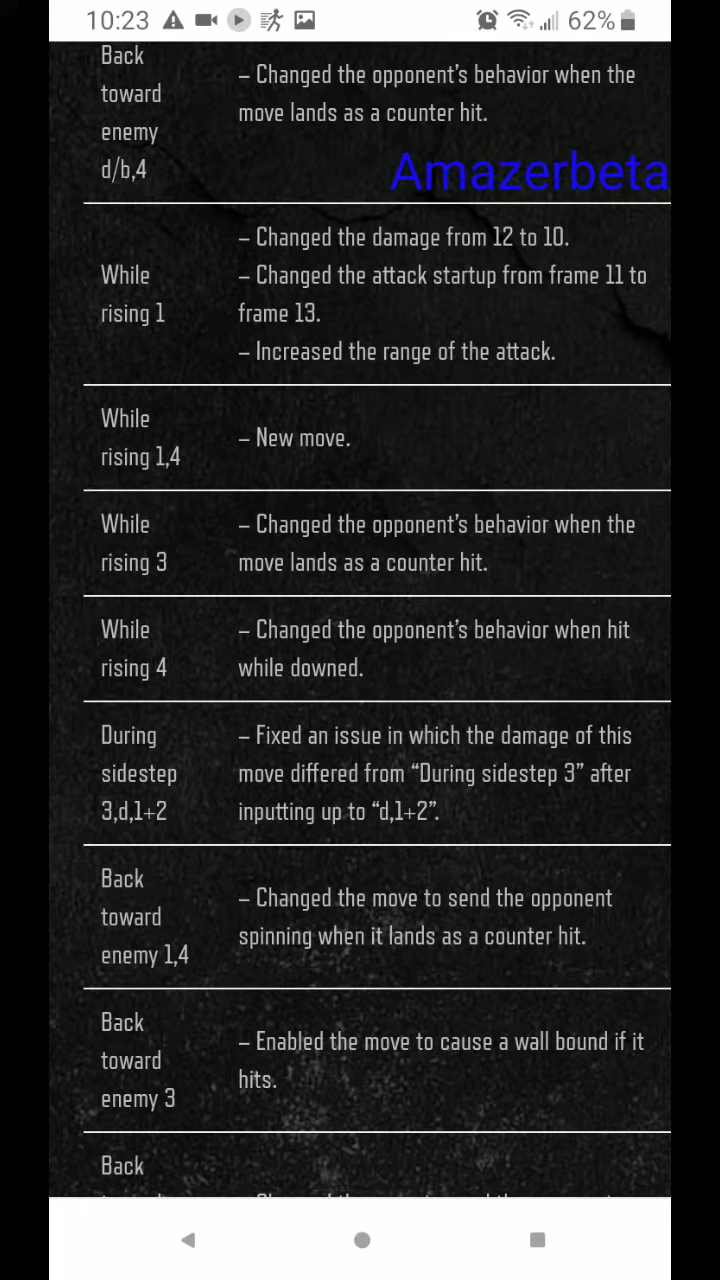 10:23
62%
Back
toward
enemy
d/b,4
– Changed the opponent's behavior when the
move lands as a counter hit.
Amazerbeta
While
rising 1
– Changed the damage from 12 to 10.
– Changed the attack startup from frame 11 to
frame 13.
– Increased the range of the attack.
While
rising 1,4
– New move.
While
rising 3
– Changed the opponent's behavior when the
move lands as a counter hit.
While
rising 4
– Changed the opponent's behavior when hit
while downed.
During
sidestep
3,d,1+2
– Fixed an issue in which the damage of this
move differed from “During sidestep 3” after
inputting up to “d,1+2”.
Back
toward
enemy 1,4
– Changed the move to send the opponent
spinning when it lands as a counter hit.
Back
toward
enemy 3
– Enabled the move to cause a wall bound if it
hits.
Back